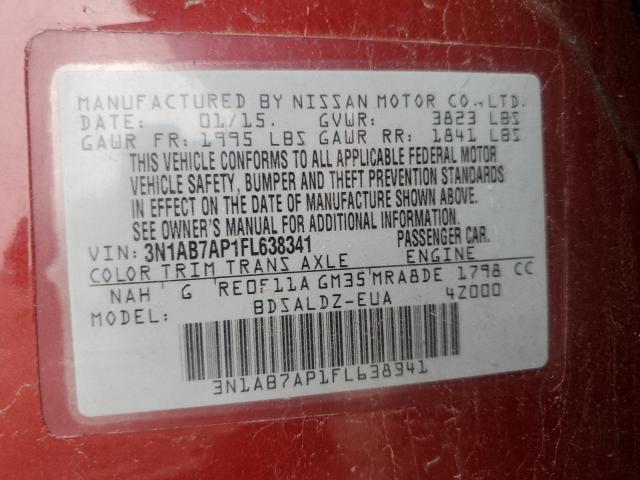 MANUFACTURED BY NISSAN MOTOR CO.,LTD.
DATE: 01/15. GVWR: 3823 LBS
GAWR FR: 1995 LBS GAWR RR: 1841 LBS
THIS VEHICLE CONFORMS TO ALL APPLICABLE FEDERAL MOTOR
VEHICLE SAFETY, BUMPER AND THEFT PREVENTION STANDARDS
IN EFFECT ON THE DATE OF MANUFACTURE SHOWN ABOVE.
SEE OWNER'S MANUAL FOR ADDITIONAL INFORMATION.
VIN: 3N1AB7AP1FL638341 PASSENGER CAR.
COLOR TRIM TRANS AXLE ENGINE
NAH G RE0F11A GM35 MRA8DE 1798 CC
MODEL: BDSALDZ-EUA 4Z000
3N1AB7AP1FL638341